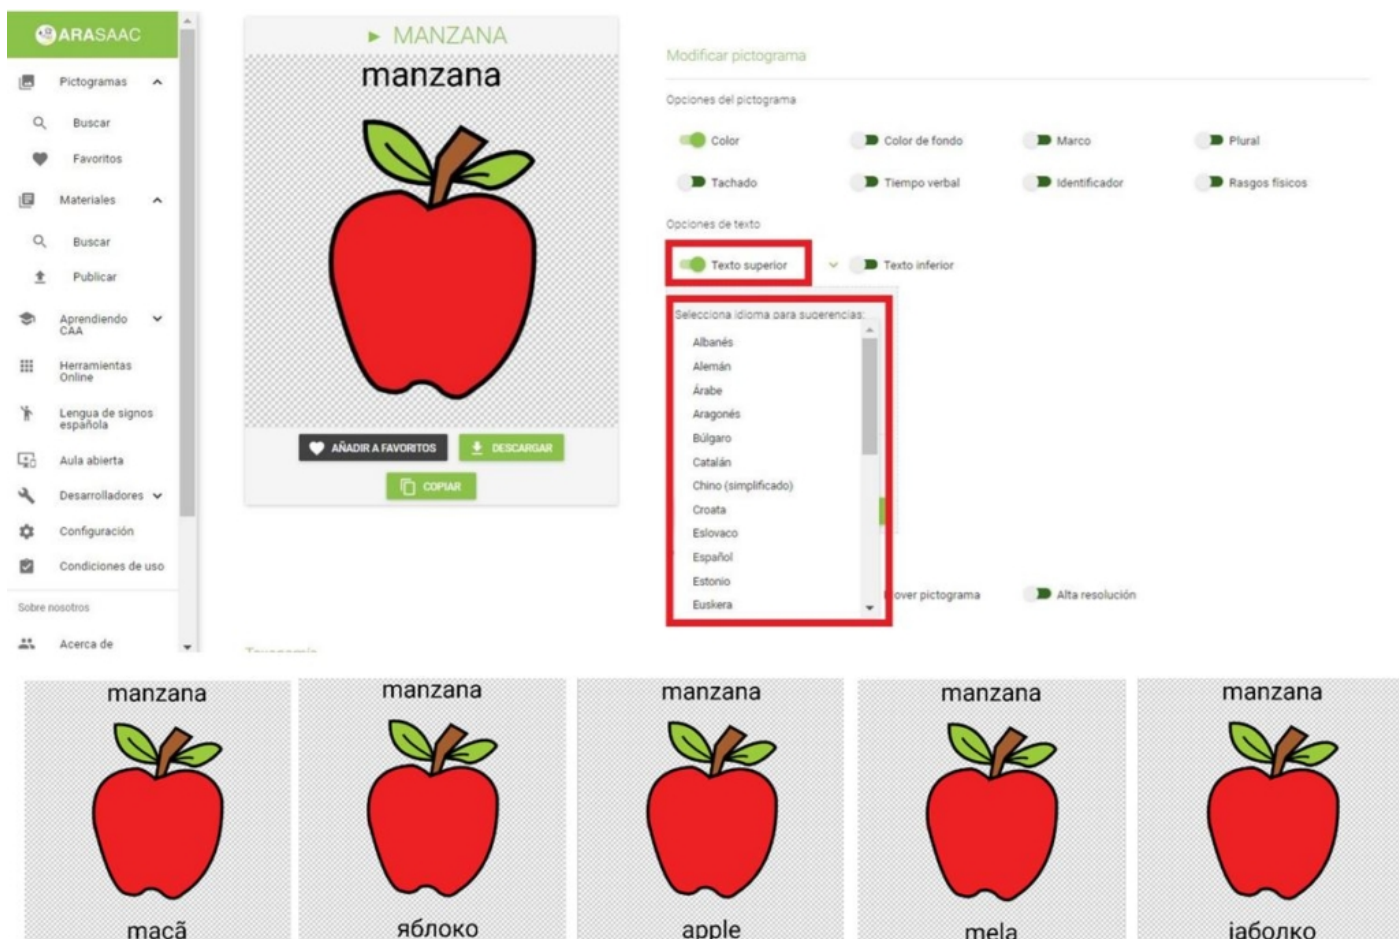 ARASAAC
Pictogramas
Buscar
Favoritos
Materiales
Buscar
Publicar
Aprendiendo
CAA
Herramientas
Online
Lengua de signos
española
Aula abierta
Desarrolladores
Configuración
Condiciones de uso
Sobre nosotros
Acerca de
► MANZANA
manzana
AÑADIR A FAVORITOS
DESCARGAR
COPIAR
Modificar pictograma
Opciones del pictograma
Color
Color de fondo
Marco
Plural
Tachado
Tiempo verbal
Identificador
Rasgos físicos
Opciones de texto
Texto superior
Texto inferior
Selecciona idioma para sugerencias:
Albanés
Alemán
Árabe
Aragonés
Búlgaro
Catalán
Chino (simplificado)
Croata
Eslovaco
Español
Estonio
Euskera
over pictograma
Alta resolución
manzana
manzana
manzana
manzana
manzana
maçã
яблоко
apple
mela
јаболко